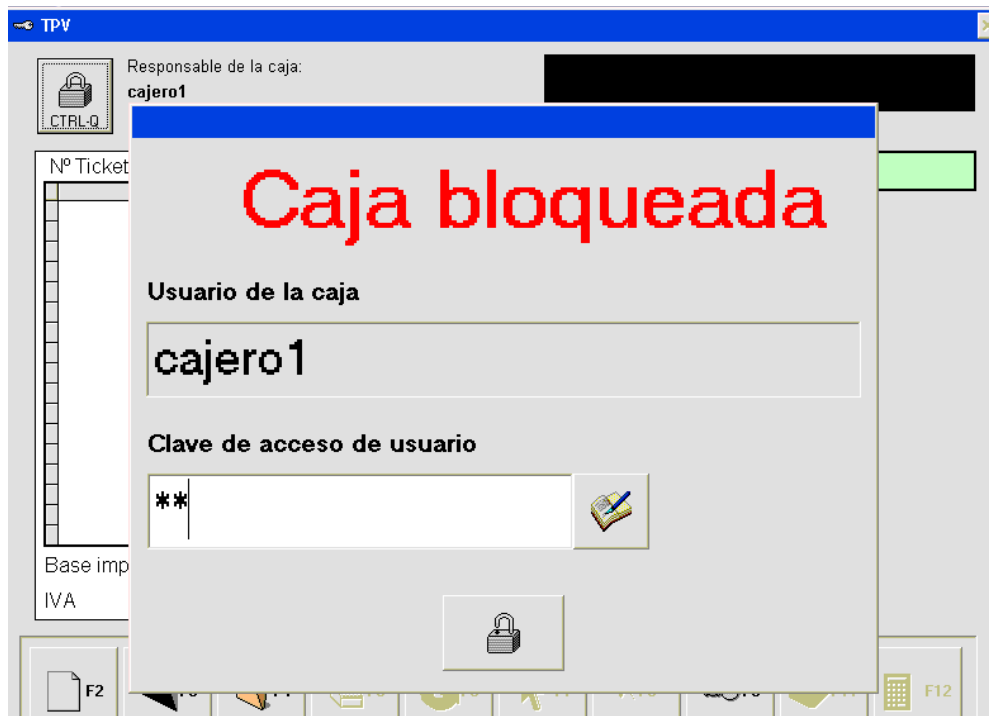 TPV
Responsable de la caja:
cajero1
CTRL-Q
Nº Ticket
Caja bloqueada
Usuario de la caja
cajero1
Clave de acceso de usuario
**
Base imp
IVA
F2
F12